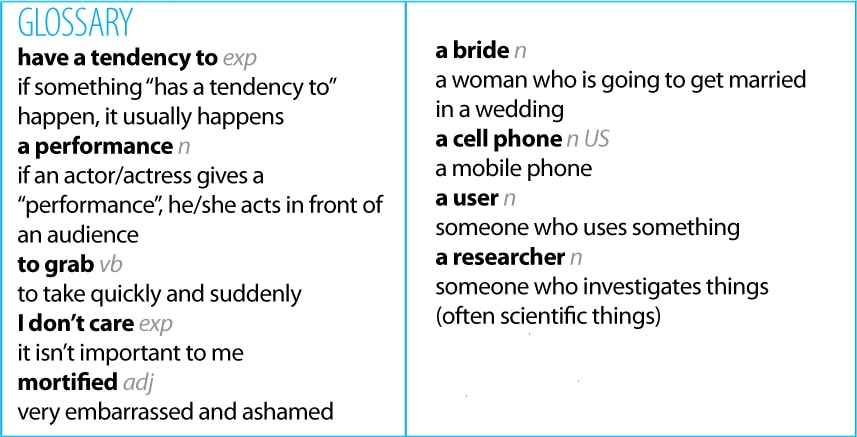 GLOSSARY
have a tendency to exp
if something “has a tendency to”
happen, it usually happens
a performance n
if an actor/actress gives a
“performance”, he/she acts in front of
an audience
to grab vb
to take quickly and suddenly
I don’t care exp
it isn’t important to me
mortified adj
very embarrassed and ashamed
a bride n
a woman who is going to get married
in a wedding
a cell phone n US
a mobile phone
a user n
someone who uses something
a researcher n
someone who investigates things
(often scientific things)